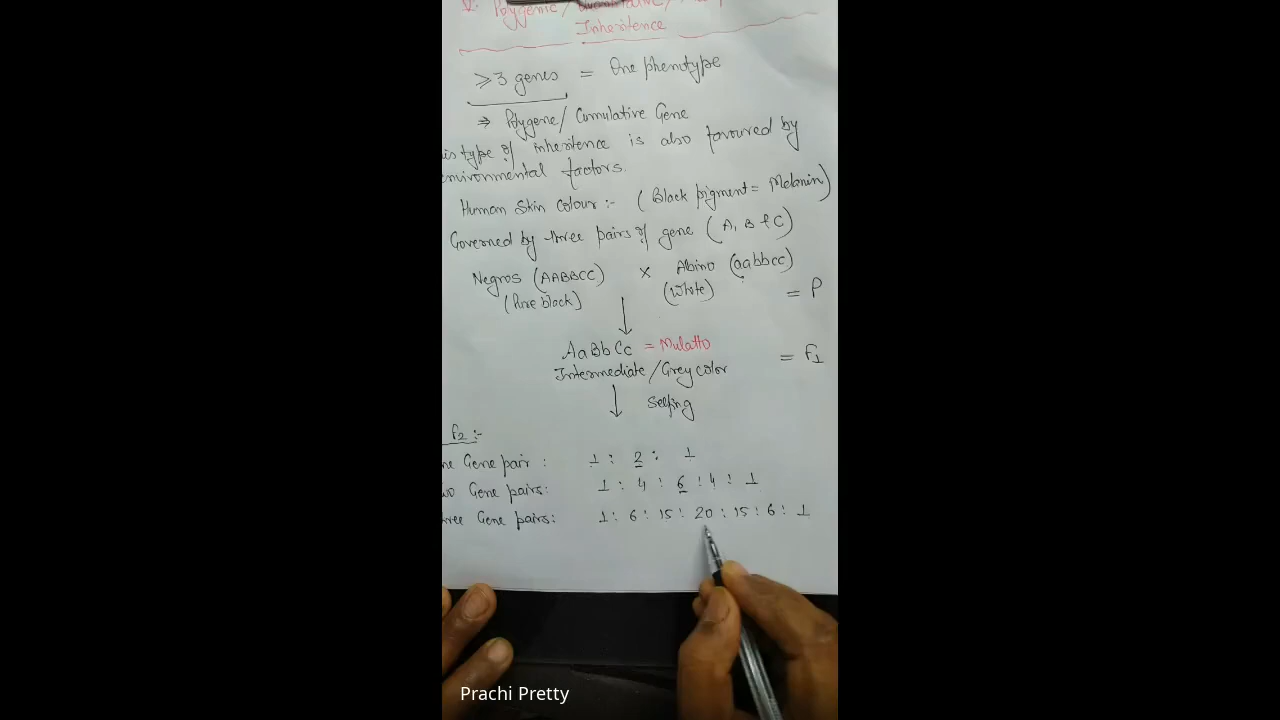 V. Polygenic/
Inheritence
≥3 genes = One phenotype
⇒ Polygene/ Cumulative Gene
is type of inheritence is also favoured by
environmental factors.
Human Skin Colour :- (Black pigment = Melanin)
Governed by three pairs of gene (A, B & C)
Negros (AABBCC) × Albino (aabbcc)
(Pure black) (White) = P
AaBbCc = Mulatto
Intermediate/Grey color = F1
Selfing
F2 :-
ne Gene pair : 1 : 2 : 1
wo Gene pairs: 1 : 4 : 6 : 4 : 1
hree Gene pairs: 1 : 6 : 15 : 20 : 15 : 6 : 1
Prachi Pretty